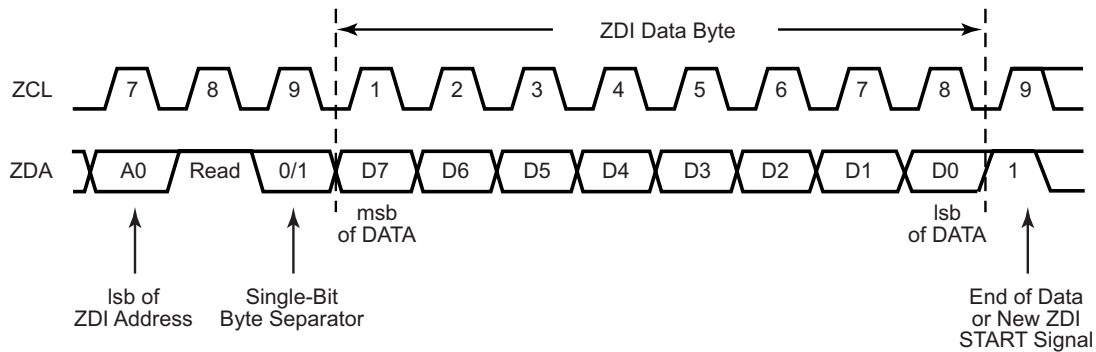 ZDI Data Byte
ZCL 7 8 9 1 2 3 4 5 6 7 8 9
ZDA A0 Read 0/1 D7 D6 D5 D4 D3 D2 D1 D0 1
msb
of DATA
lsb
of DATA
lsb of
ZDI Address
Single-Bit
Byte Separator
End of Data
or New ZDI
START Signal